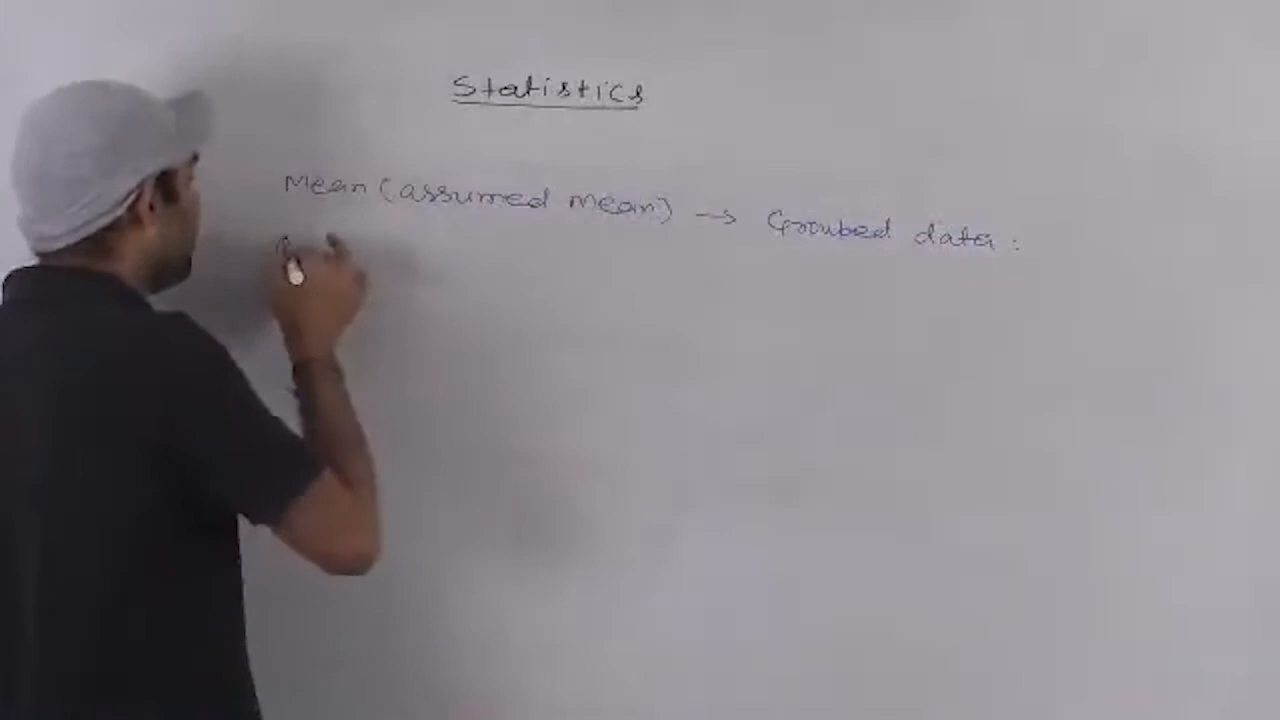 Statistics
Mean (assumed mean) → Grouped data :